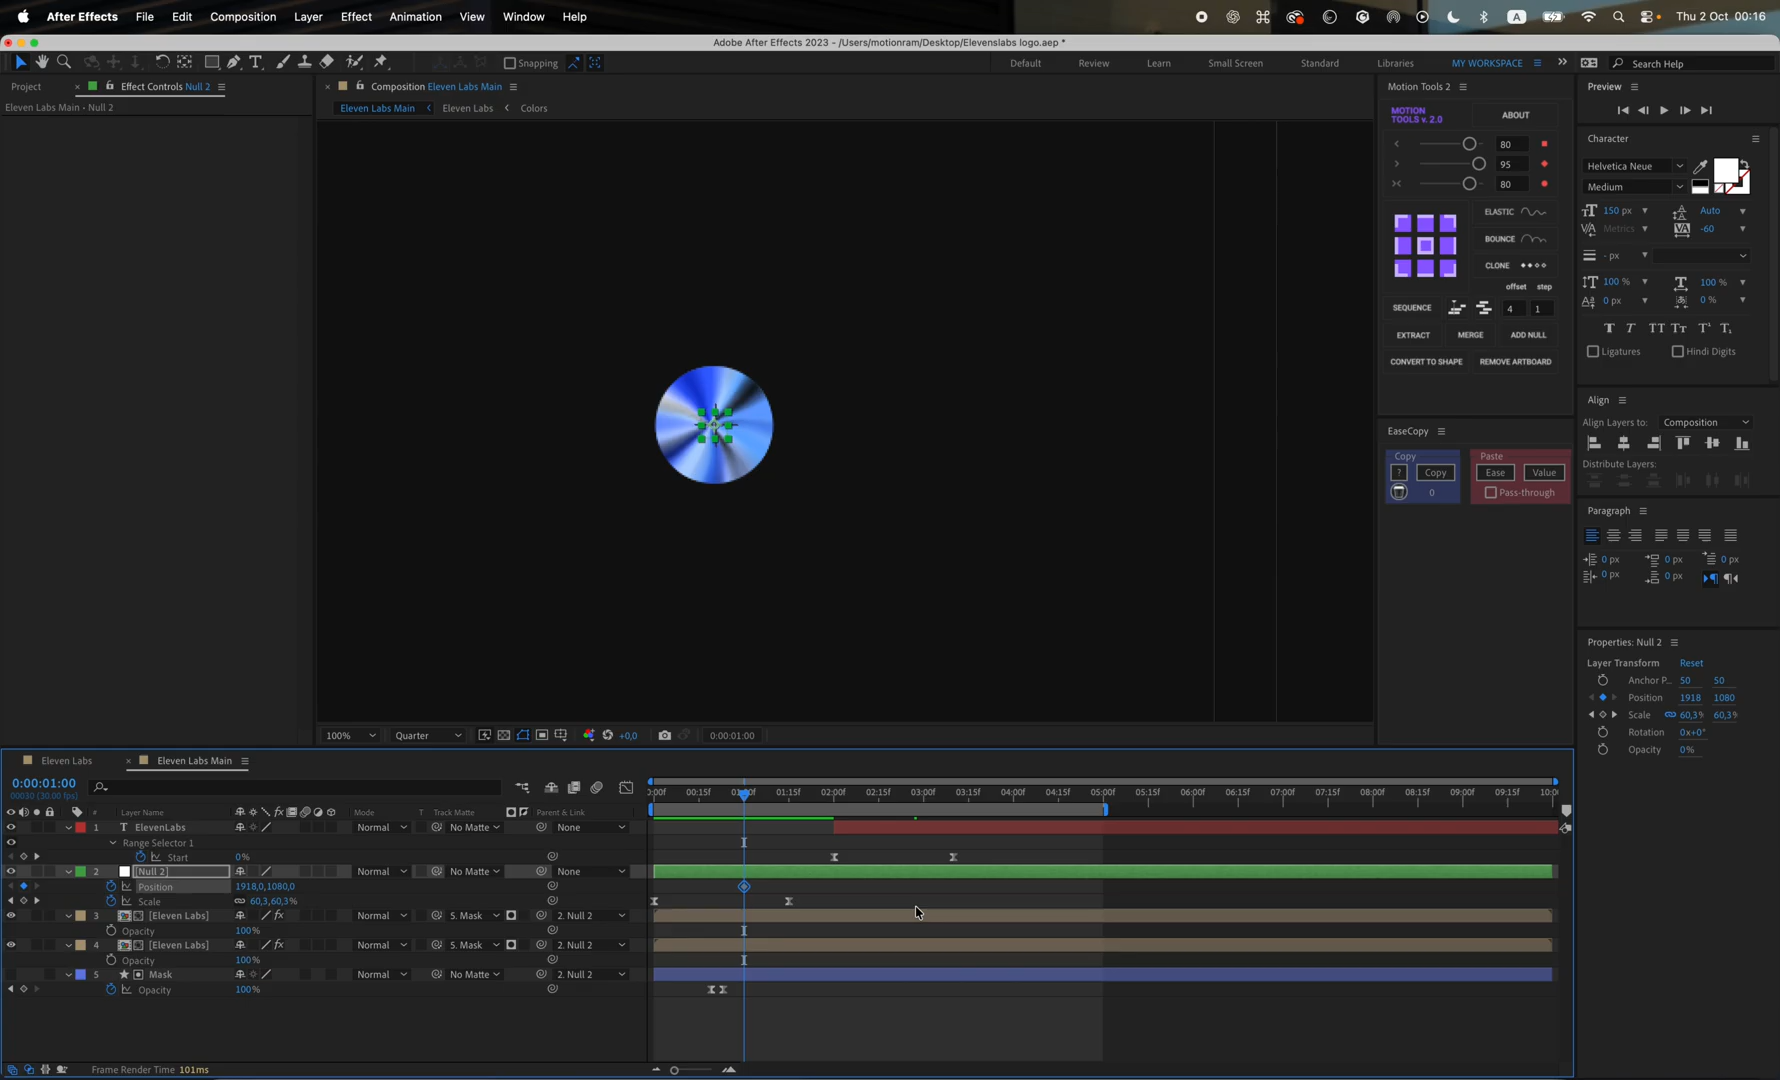 After Effects File Edit Composition Layer Effect Animation View Window Help
A
Thu 2 Oct 00:16
Adobe After Effects 2023 - /Users/motionram/Desktop/Elevenslabs logo.aep *
Snapping
Default Review Learn Small Screen Standard Libraries MY WORKSPACE
Search Help
Project
Effect Controls Null 2
Eleven Labs Main • Null 2
Composition Eleven Labs Main
Eleven Labs Main Eleven Labs Colors
Motion Tools 2
MOTION
TOOLS v. 2.0
ABOUT
80
95
80
ELASTIC
BOUNCE
CLONE
offset step
SEQUENCE 4 1
EXTRACT MERGE ADD NULL
CONVERT TO SHAPE REMOVE ARTBOARD
EaseCopy
Copy Paste
? Copy Ease Value
0 Pass-through
Preview
Character
Helvetica Neue
Medium
150 px Auto
Metrics -60
- px
100 % 100 %
0 px 0 %
T T TT Tt T¹ T₁
Ligatures Hindi Digits
Align
Align Layers to: Composition
Distribute Layers:
Paragraph
0 px 0 px 0 px
0 px 0 px
Properties: Null 2
Layer Transform Reset
Anchor P... 50 50
Position 1918 1080
Scale 60,3% 60,3%
Rotation 0x+0°
Opacity 0%
100% Quarter +0,0 0:00:01:00
Eleven Labs Eleven Labs Main
0:00:01:00
00030 (30.00 fps)
# Layer Name Mode T Track Matte Parent & Link
):00f 00:15f 01:00f 01:15f 02:00f 02:15f 03:00f 03:15f 04:00f 04:15f 05:00f 05:15f 06:00f 06:15f 07:00f 07:15f 08:00f 08:15f 09:00f 09:15f 10:0(
1 T ElevenLabs Normal No Matte None
Range Selector 1
Start 0%
2 [Null 2] Normal No Matte None
Position 1918,0,1080,0
Scale 60,3,60,3%
3 [Eleven Labs] Normal 5. Mask 2. Null 2
Opacity 100%
4 [Eleven Labs] Normal 5. Mask 2. Null 2
Opacity 100%
5 Mask Normal No Matte 2. Null 2
Opacity 100%
Frame Render Time 101ms